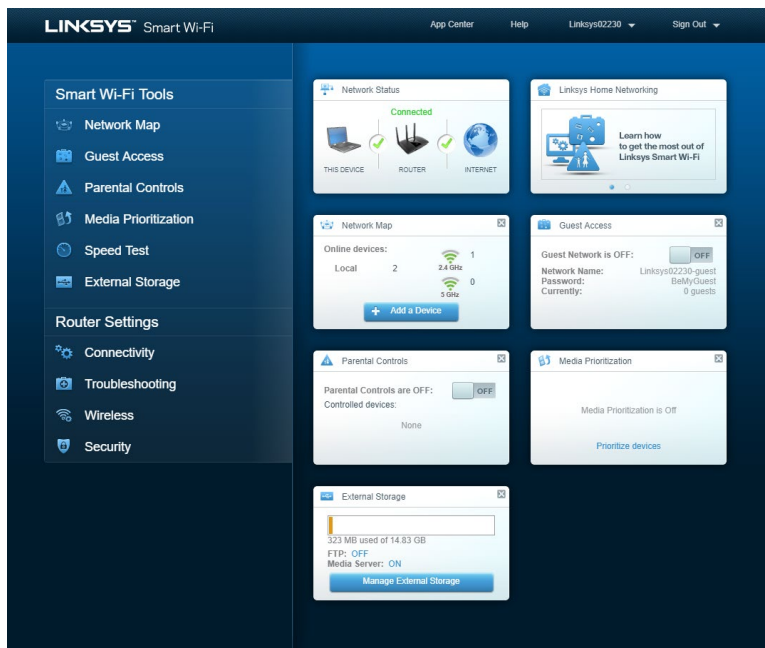 LINKSYS™ Smart Wi-Fi
App Center
Help
Linksys02230
Sign Out
Smart Wi-Fi Tools
Network Map
Guest Access
Parental Controls
Media Prioritization
Speed Test
External Storage
Router Settings
Connectivity
Troubleshooting
Wireless
Security
Network Status
Connected
THIS DEVICE
ROUTER
INTERNET
Linksys Home Networking
Learn how
to get the most out of
Linksys Smart Wi-Fi
Network Map
Online devices:
Local 2
1
2.4 GHz
0
5 GHz
+ Add a Device
Guest Access
Guest Network is OFF: OFF
Network Name: Linksys02230-guest
Password: BeMyGuest
Currently: 0 guests
Parental Controls
Parental Controls are OFF: OFF
Controlled devices:
None
Media Prioritization
Media Prioritization is Off
Prioritize devices
External Storage
323 MB used of 14.83 GB
FTP: OFF
Media Server: ON
Manage External Storage